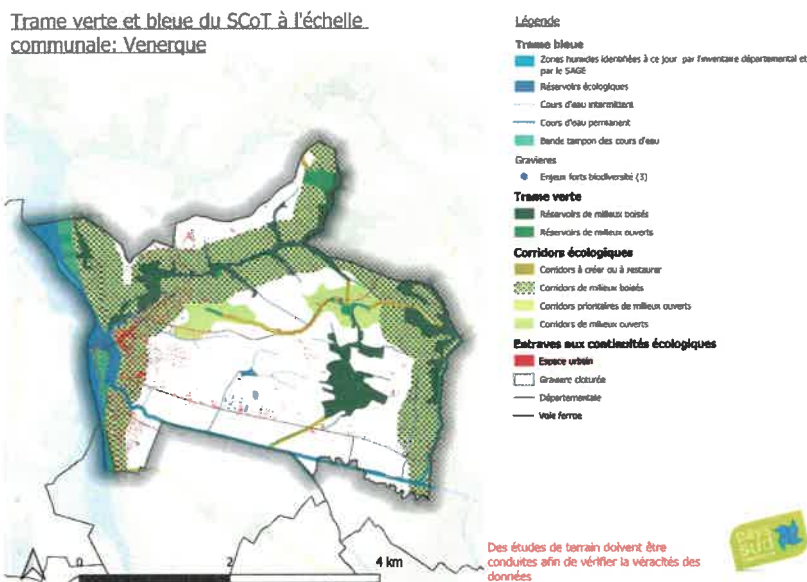 Trame verte et bleue du SCoT à l'échelle
communale: Venerque
Légende
Trame bleue
Zones humides identifiées à ce jour par l'inventaire départemental et
par le SAGE
Réservoirs écologiques
Cours d'eau intermittent
Cours d'eau permanent
Bande tampon des cours d'eau
Gravieres
Enjeux forts biodiversité (3)
Trame verte
Réservoirs de milieux boisés
Réservoirs de milieux ouverts
Corridors écologiques
Corridors à créer ou à restaurer
Corridors de milieux boisés
Corridors prioritaires de milieux ouverts
Corridors de milieux ouverts
Entraves aux continuités écologiques
Espace urbain
Graviere cloturée
Départementale
Voie ferree
0 2 4 km
Des études de terrain doivent être
conduites afin de vérifier la véracités des
données
sud